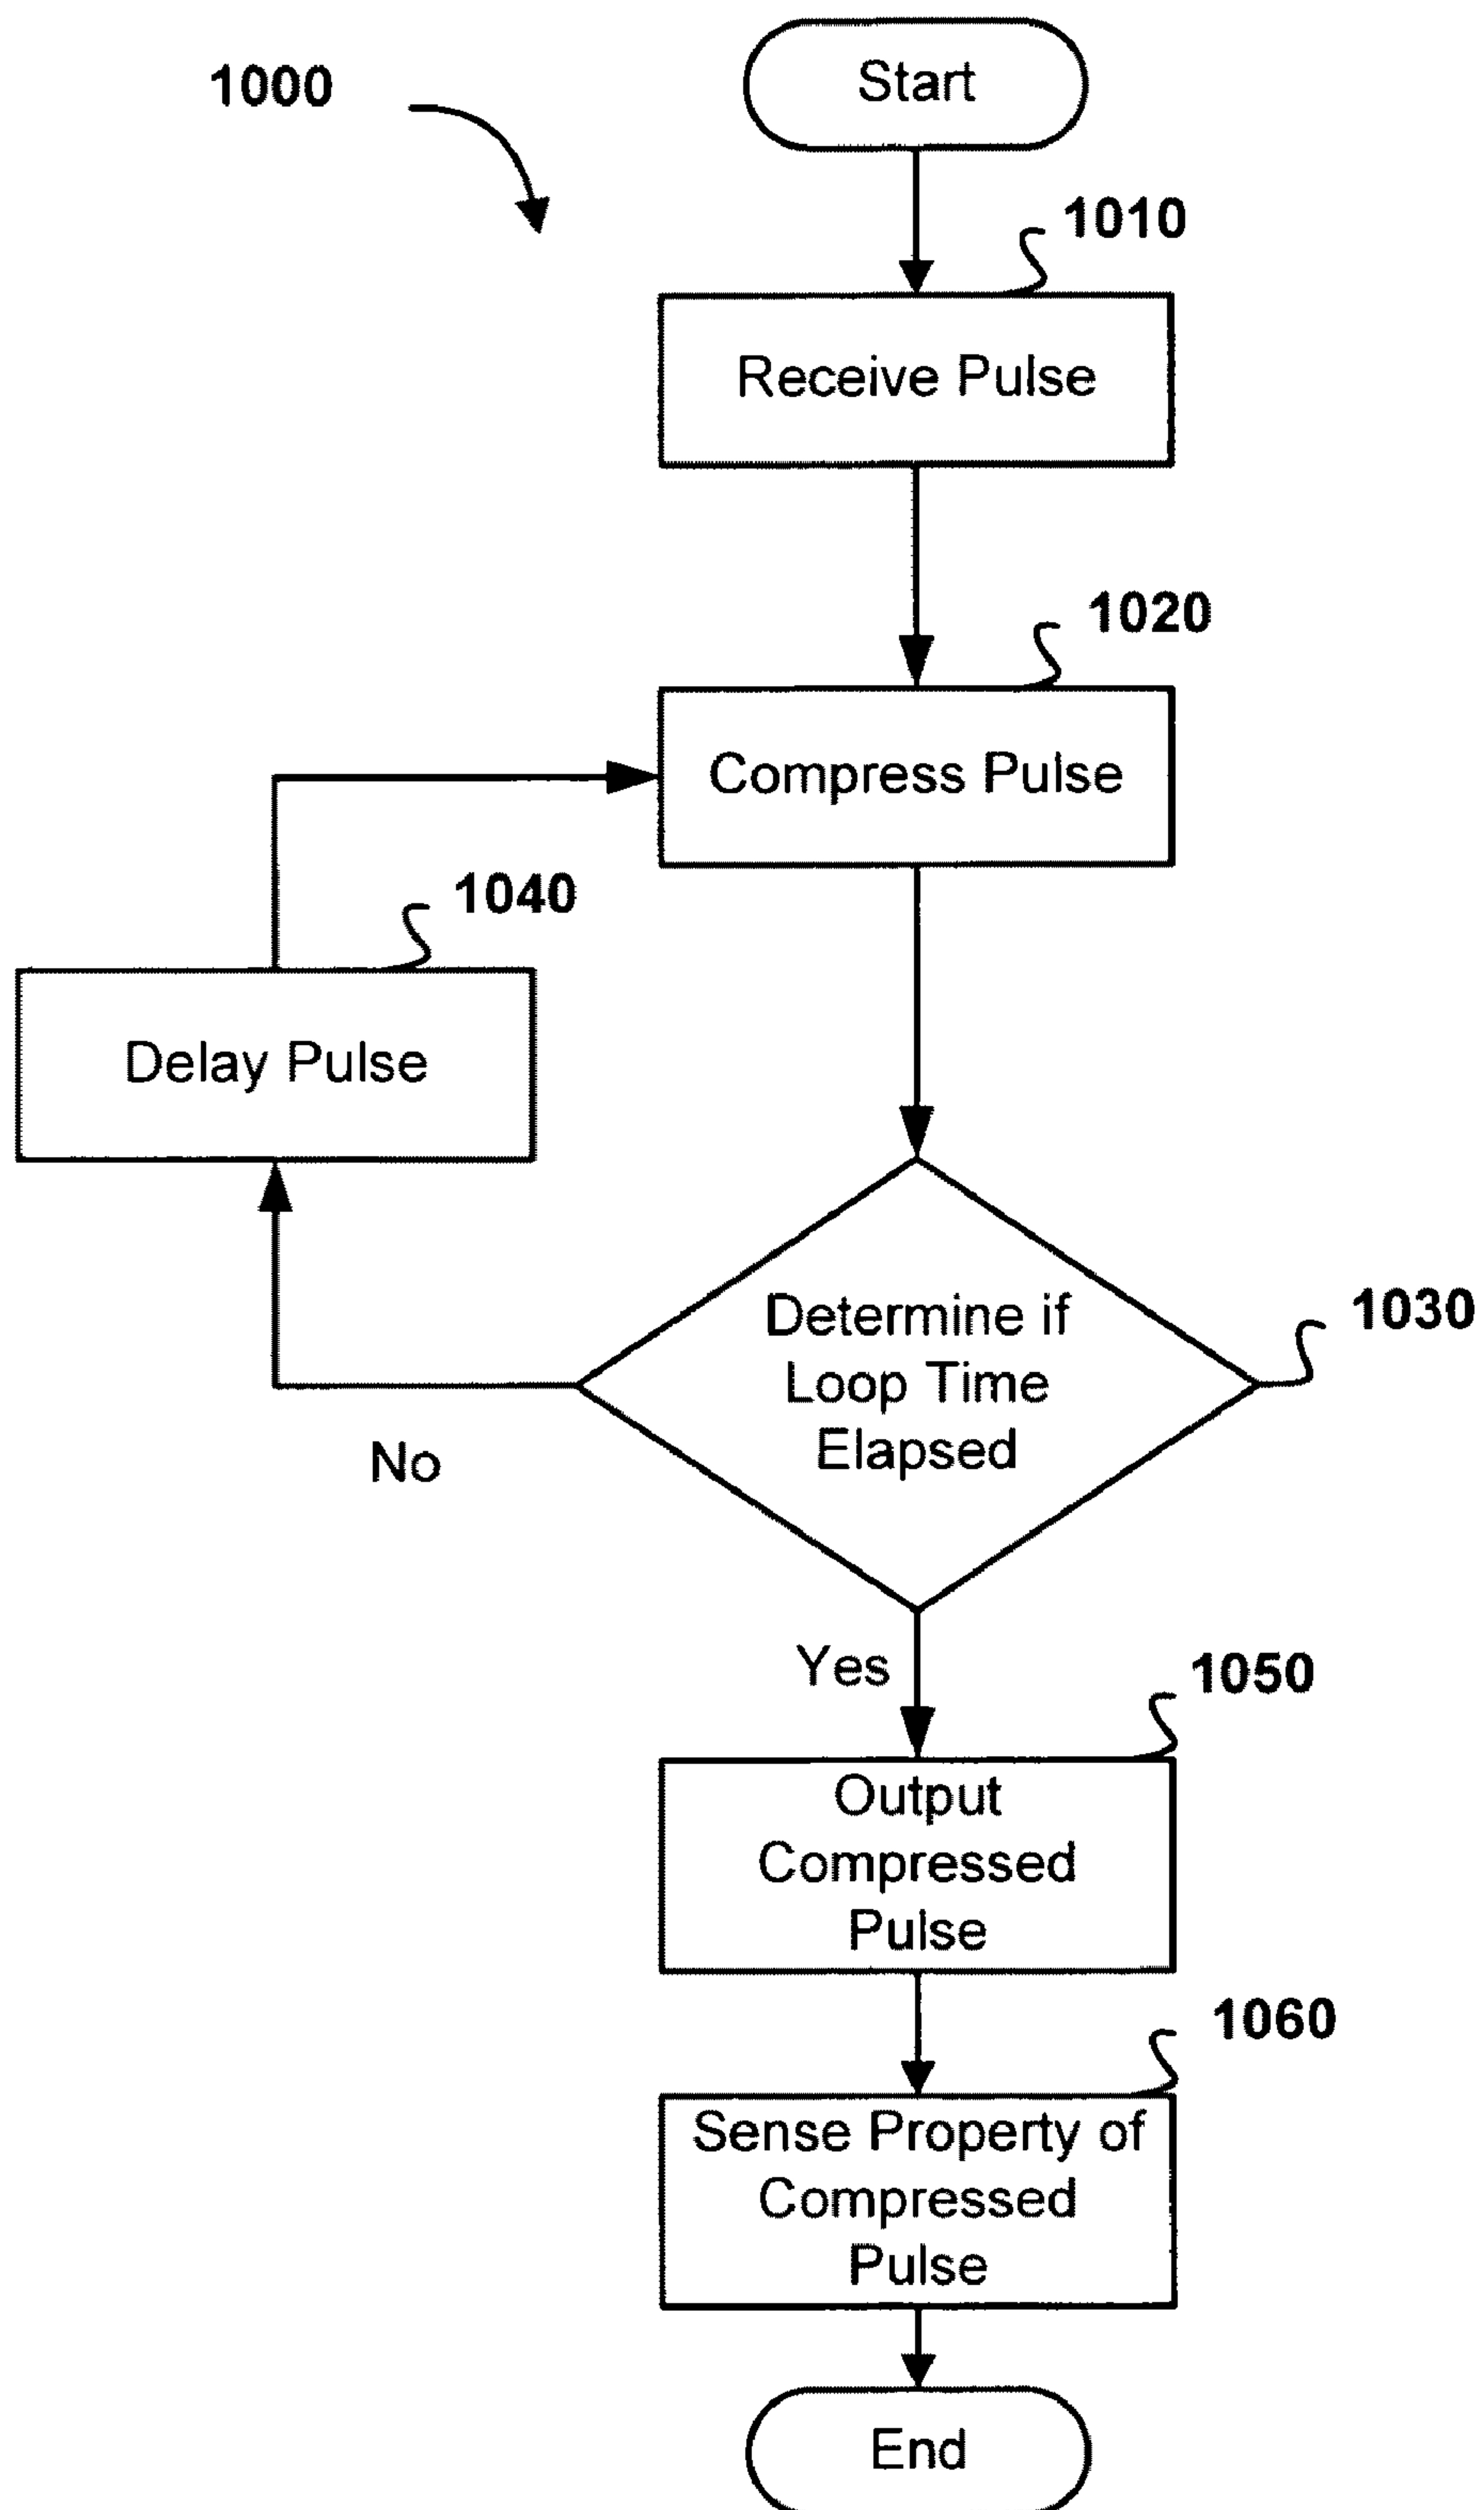 1000
Start
1010
Receive Pulse
1020
Compress Pulse
1040
Delay Pulse
Determine if
Loop Time
Elapsed
1030
No
Yes
1050
Output
Compressed
Pulse
1060
Sense Property of
Compressed
Pulse
End